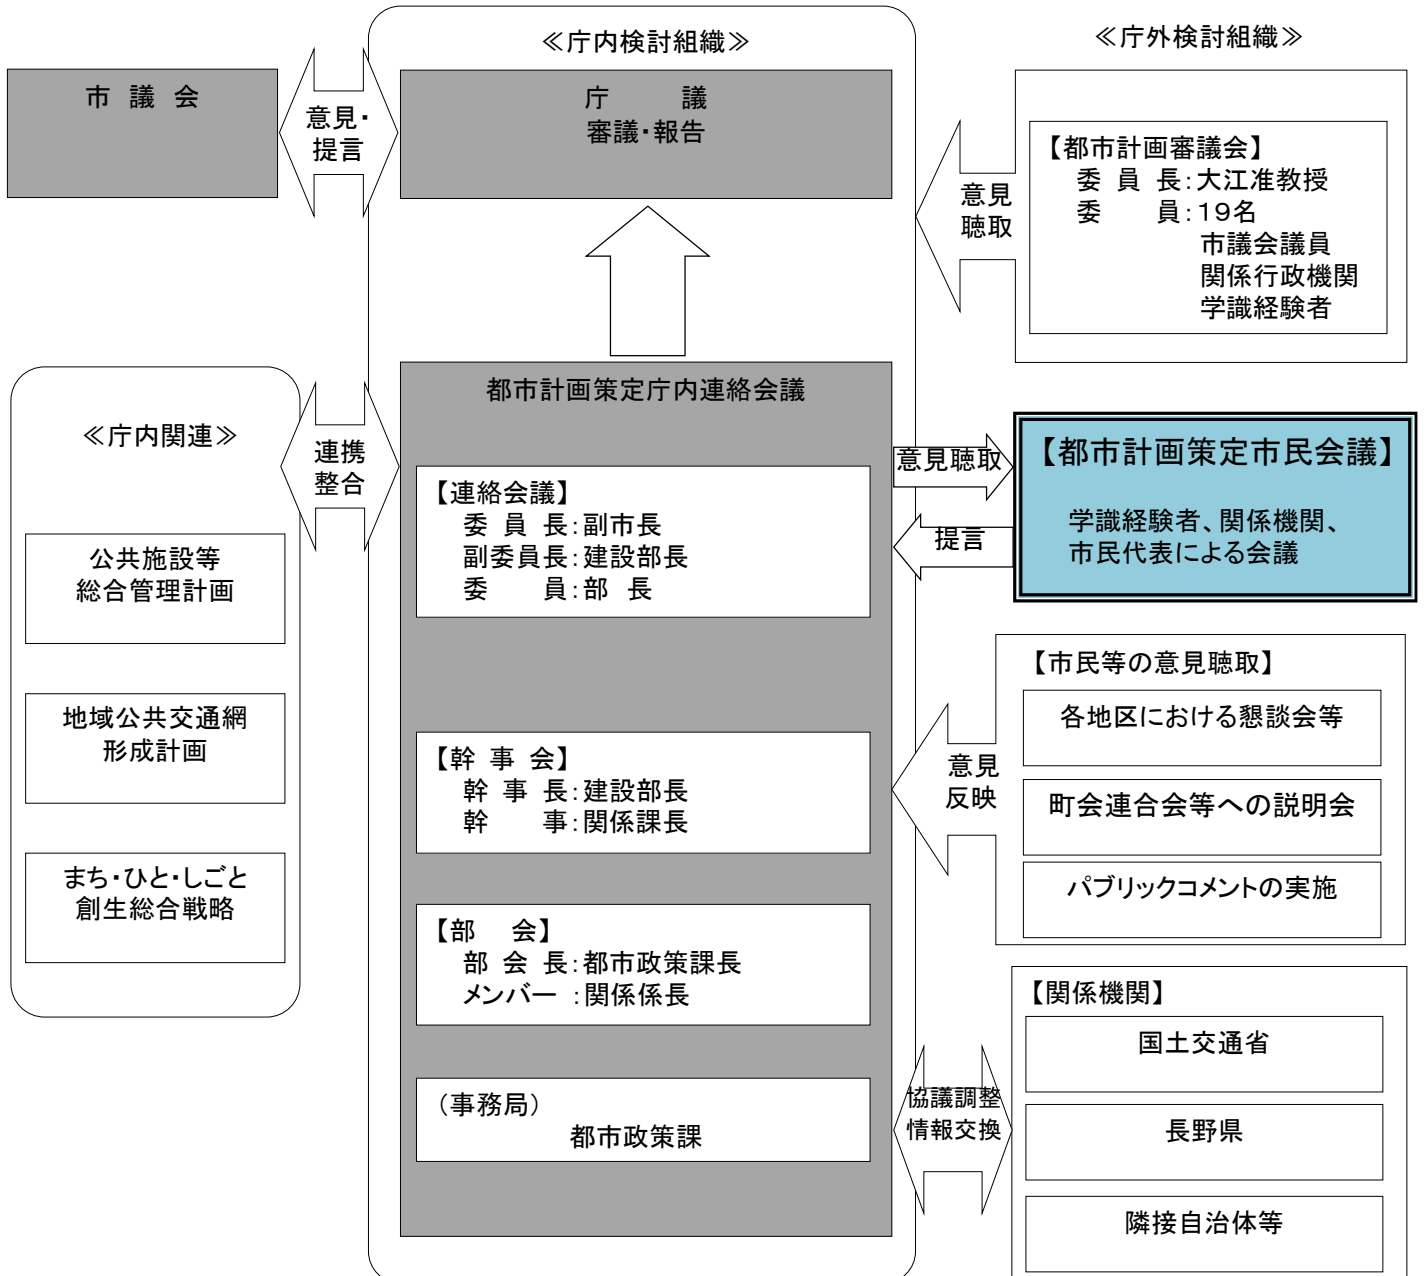 ≪庁内検討組織≫
≪庁外検討組織≫
市 議 会
意見・
提言
庁 議
審議・報告
意見
聴取
【都市計画審議会】
委 員 長：大江准教授
委 員：１９名
市議会議員
関係行政機関
学識経験者
≪庁内関連≫
公共施設等
総合管理計画
地域公共交通網
形成計画
まち・ひと・しごと
創生総合戦略
連携
整合
都市計画策定庁内連絡会議
【連絡会議】
委 員 長：副市長
副委員長：建設部長
委 員：部 長
【幹 事 会】
幹 事 長：建設部長
幹 事：関係課長
【部 会】
部 会 長：都市政策課長
メンバー ：関係係長
（事務局）
都市政策課
意見聴取
提言
【都市計画策定市民会議】
学識経験者、関係機関、
市民代表による会議
意見
反映
【市民等の意見聴取】
各地区における懇談会等
町会連合会等への説明会
パブリックコメントの実施
協議調整
情報交換
【関係機関】
国土交通省
長野県
隣接自治体等